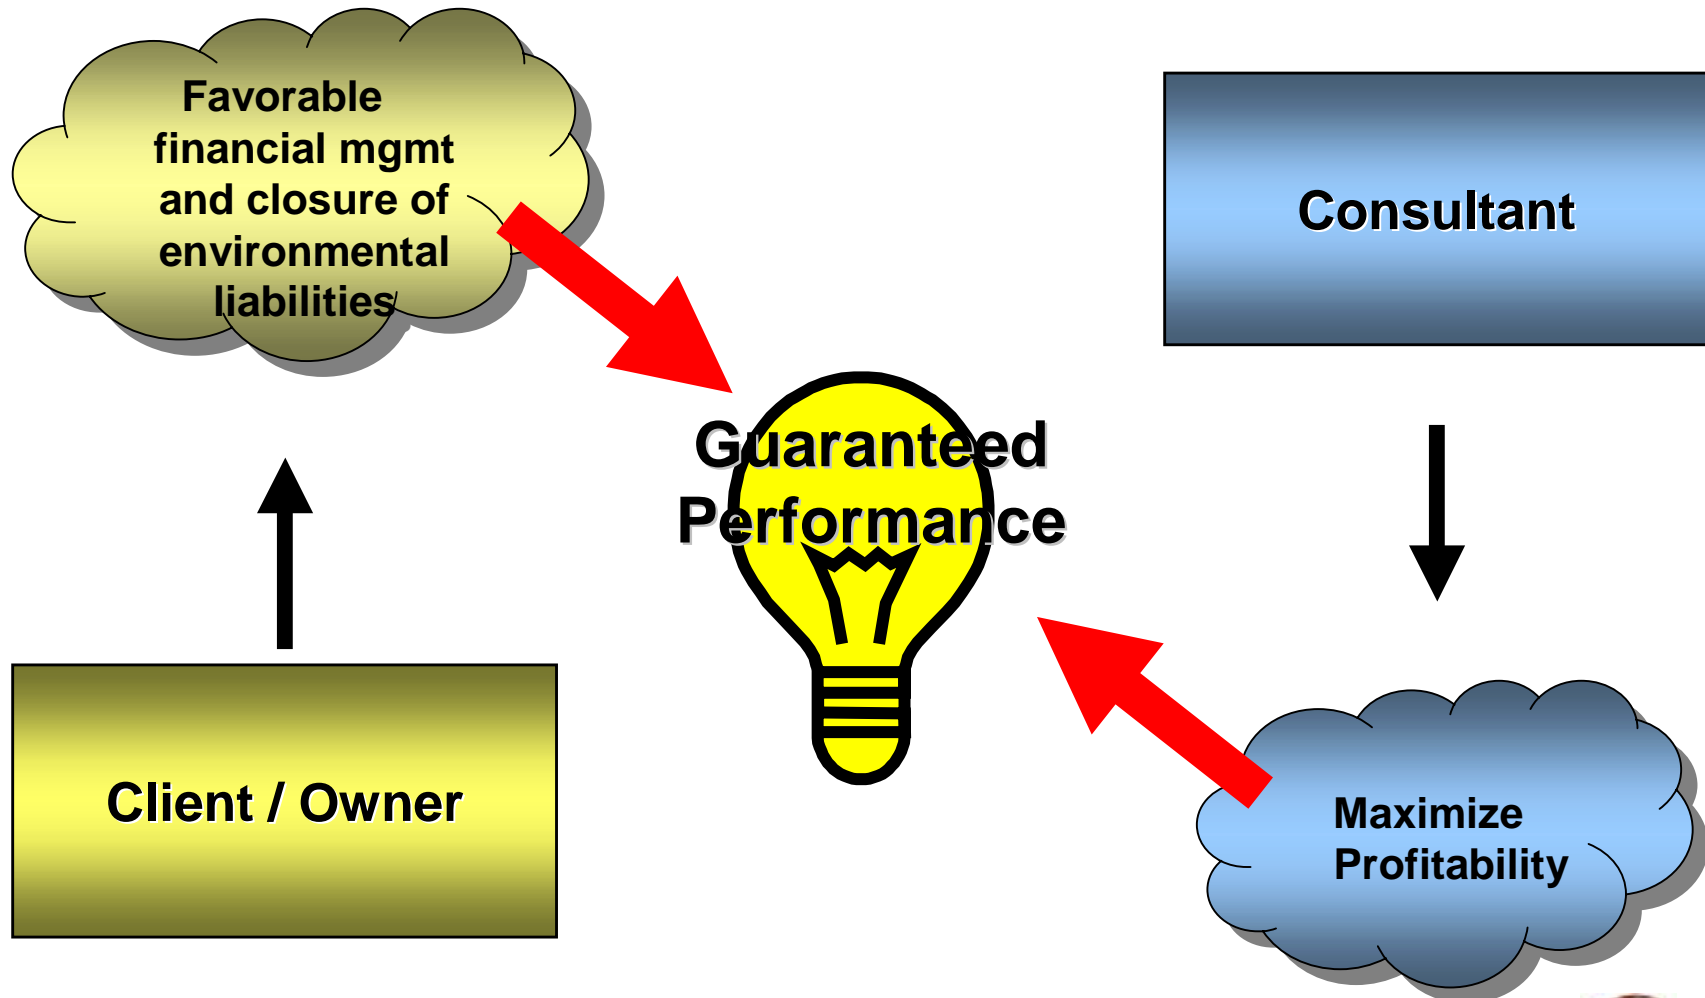 Favorable
financial mgmt
and closure of
environmental
liabilities
Consultant
Guaranteed
Performance
Client / Owner
Maximize
Profitability